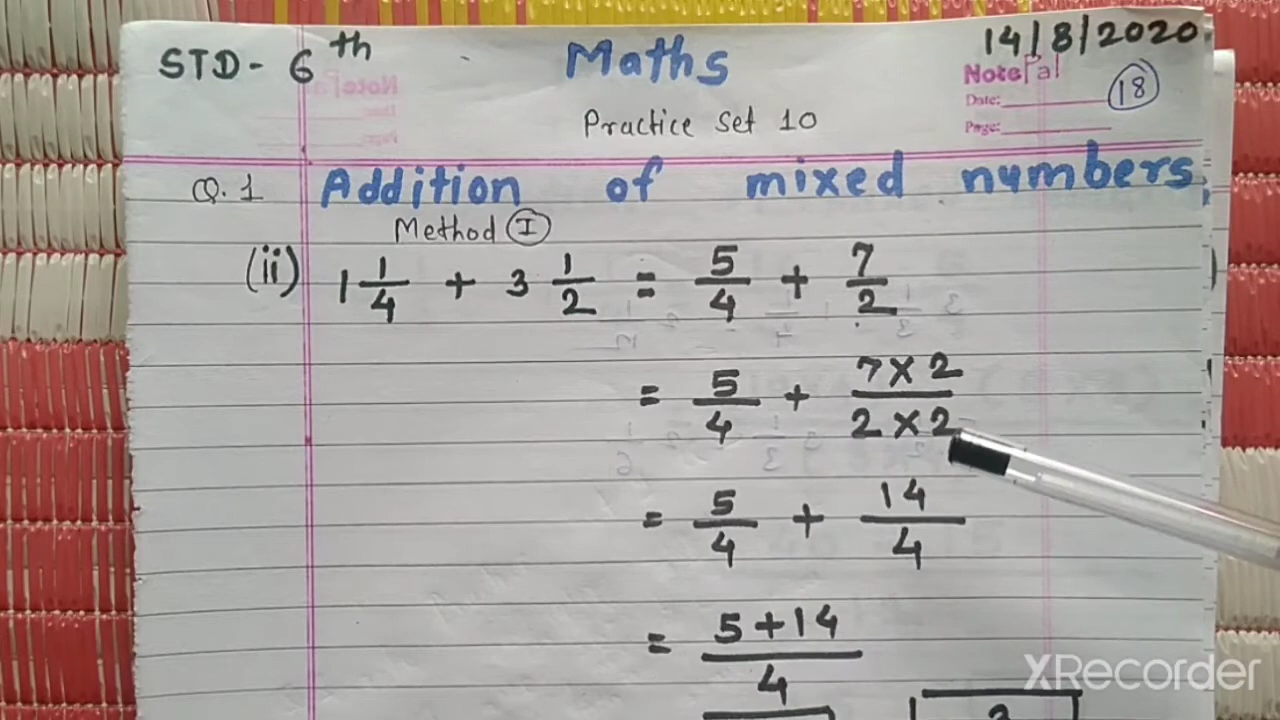 STD- 6th Maths 14/8/2020
NotePal
Date: 18
Practice Set 10
Page:
Q.1 Addition of mixed numbers.
Method I
(ii) 1 1/4 + 3 1/2 = 5/4 + 7/2
= 5/4 + 7×2/2×2
= 5/4 + 14/4
= 5+14/4
XRecorder